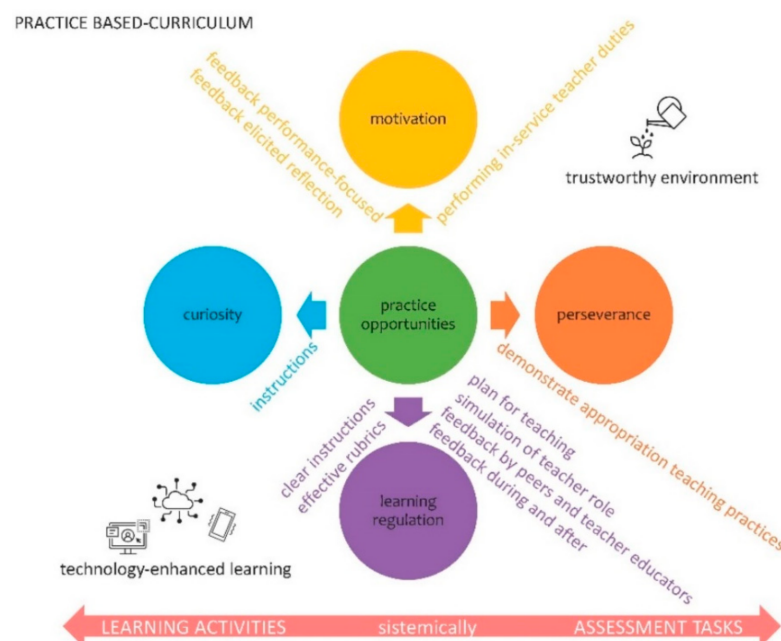 PRACTICE BASED-CURRICULUM
feedback performance-focused
feedback elicited reflection
motivation
performing in-service teacher duties
trustworthy environment
curiosity
practice
opportunities
perseverance
instructions
demonstrate appropriation teaching practices
clear instructions
effective rubrics
plan for teaching
simulation of teacher role
feedback by peers and teacher educators
feedback during and after
learning
regulation
technology-enhanced learning
LEARNING ACTIVITIES sistemically ASSESSMENT TASKS